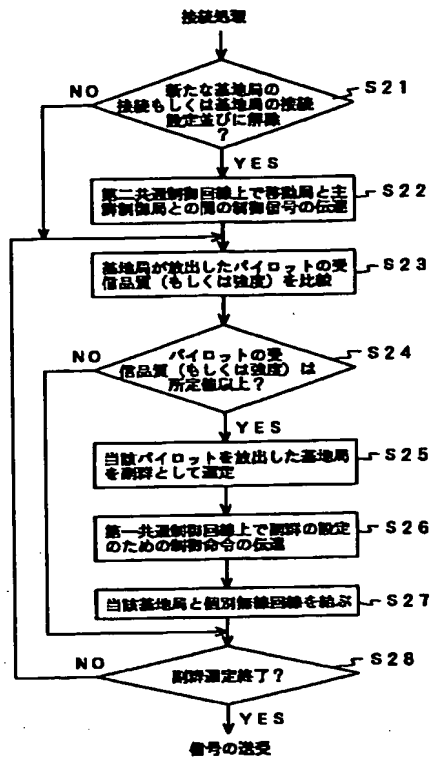 接続処理
新たな基地局の
接続もしくは基地局の接続
設定並びに解除
?
S21
NO
YES
第二共通制御回線上で移動局と主
群制御局との間の制御信号の伝達
S22
基地局が放出したパイロットの受
信品質(もしくは強度)を比較
S23
パイロットの受
信品質(もしくは強度)は
所定値以上?
S24
NO
YES
当該パイロットを放出した基地局
を副群として選定
S25
第一共通制御回線上で副群の設定
のための制御命令の伝達
S26
当該基地局と個別無線回線を結ぶ
S27
副群選定終了?
S28
NO
YES
信号の送受